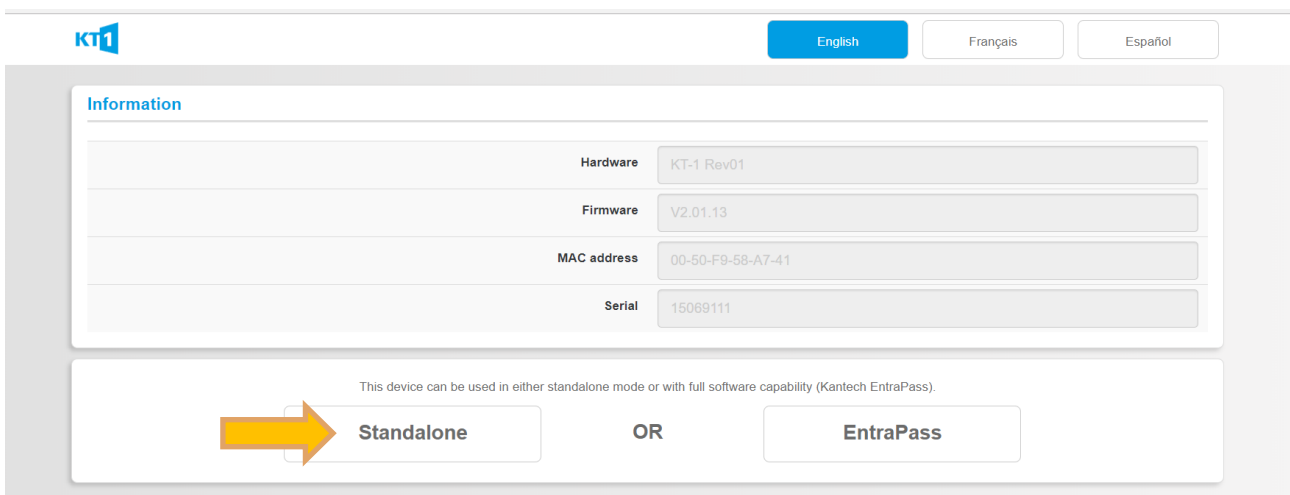 KT1
English
Français
Español
Information
Hardware
KT-1 Rev01
Firmware
V2.01.13
MAC address
00-50-F9-58-A7-41
Serial
15069111
This device can be used in either standalone mode or with full software capability (Kantech EntraPass).
Standalone
OR
EntraPass